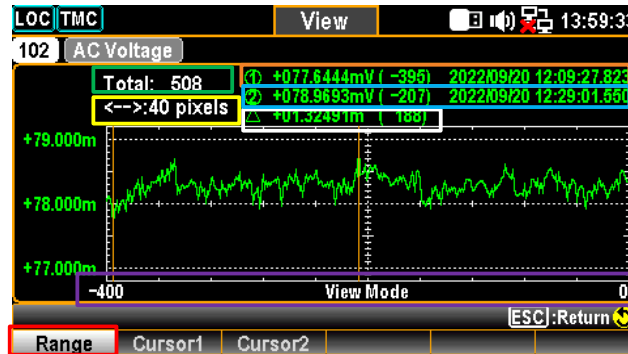 LOC TMC View 13:59:33
102 AC Voltage
Total: 508
<-->:40 pixels
① +077.6444mV ( -395) 2022/09/20 12:09:27.823
② +078.9693mV ( -207) 2022/09/20 12:29:01.550
△ +01.32491m ( 188)
+79.000m
+78.000m
+77.000m
-400 View Mode 0
ESC :Return
Range Cursor1 Cursor2